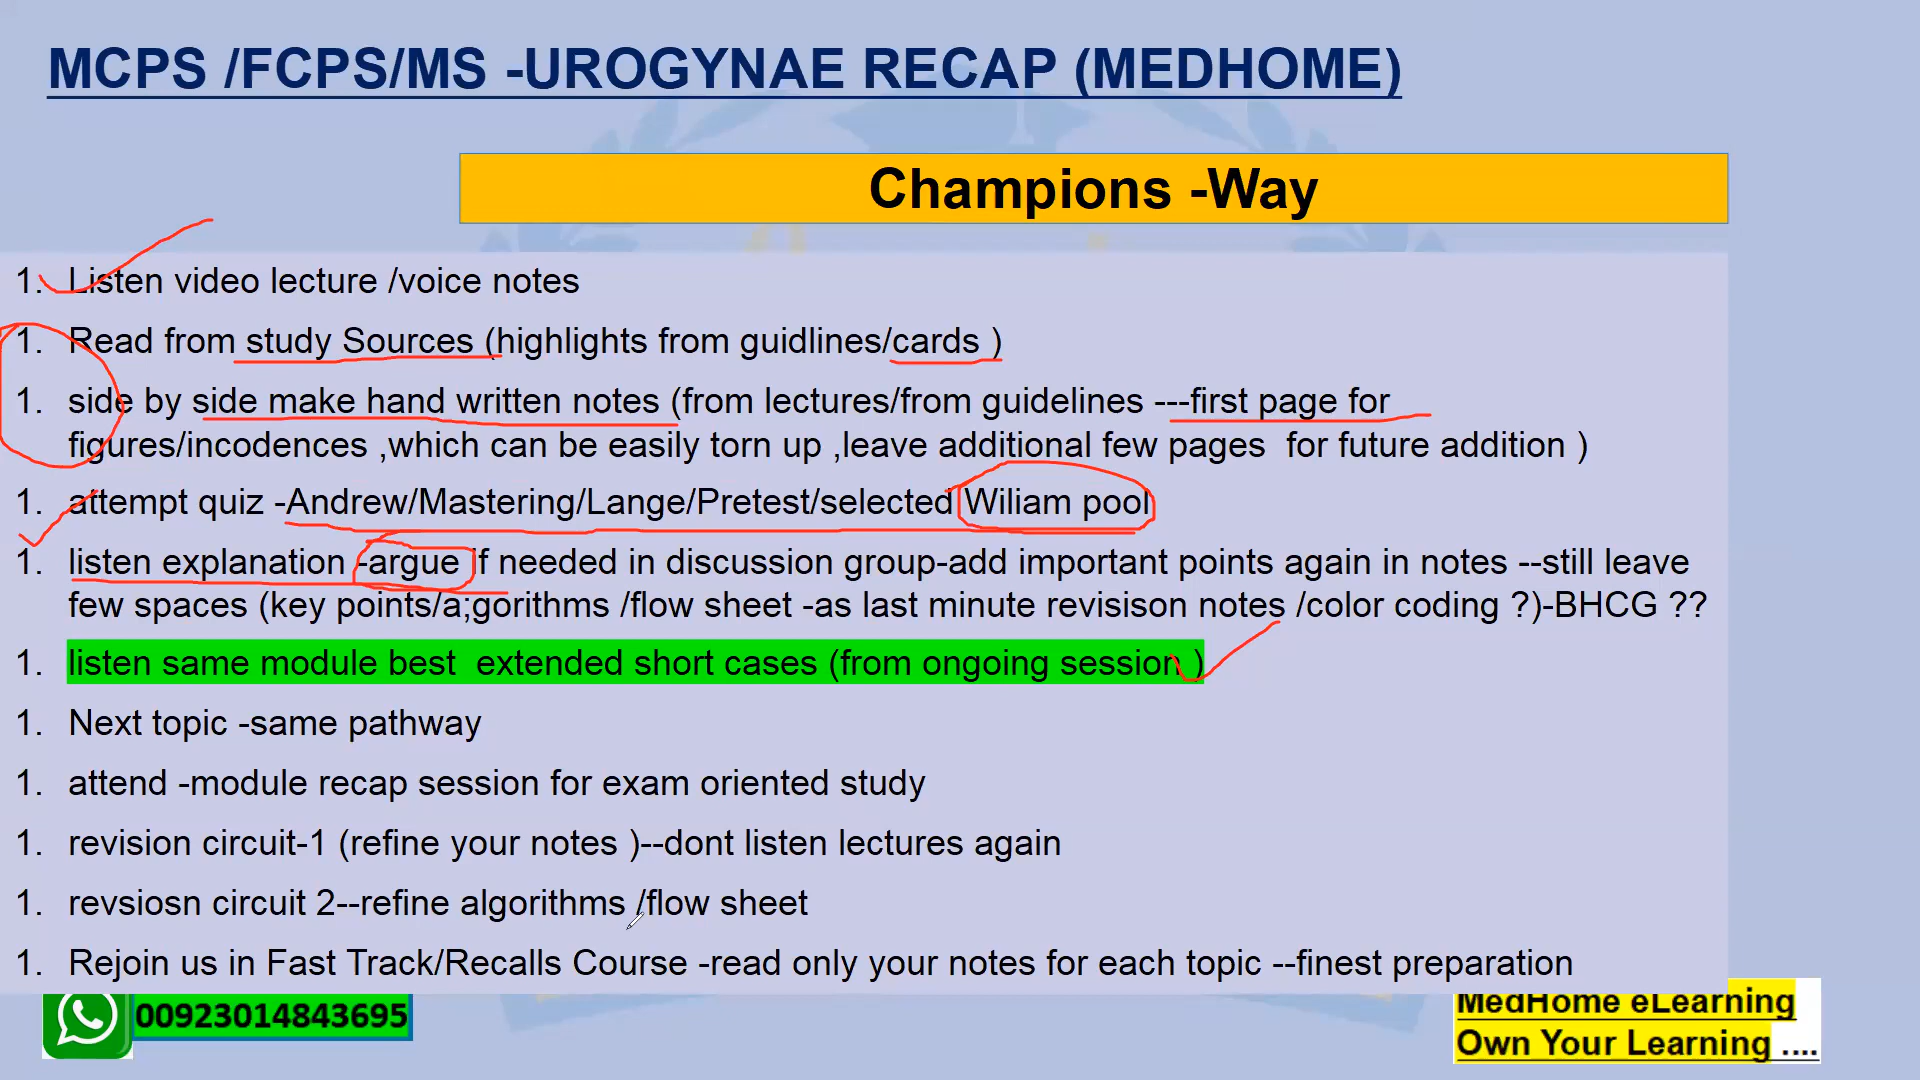 MCPS /FCPS/MS -UROGYNAE RECAP (MEDHOME)
Champions -Way
1. Listen video lecture /voice notes
1. Read from study Sources (highlights from guidlines/cards )
1. side by side make hand written notes (from lectures/from guidelines ---first page for
figures/incodences ,which can be easily torn up ,leave additional few pages  for future addition )
1. attempt quiz -Andrew/Mastering/Lange/Pretest/selected Wiliam pool
1. listen explanation -argue if needed in discussion group-add important points again in notes --still leave
few spaces (key points/a;gorithms /flow sheet -as last minute revisison notes /color coding ?)-BHCG ??
1. listen same module best  extended short cases (from ongoing session )
1. Next topic -same pathway
1. attend -module recap session for exam oriented study
1. revision circuit-1 (refine your notes )--dont listen lectures again
1. revsiosn circuit 2--refine algorithms /flow sheet
1. Rejoin us in Fast Track/Recalls Course -read only your notes for each topic --finest preparation
00923014843695
MedHome eLearning
Own Your Learning ....